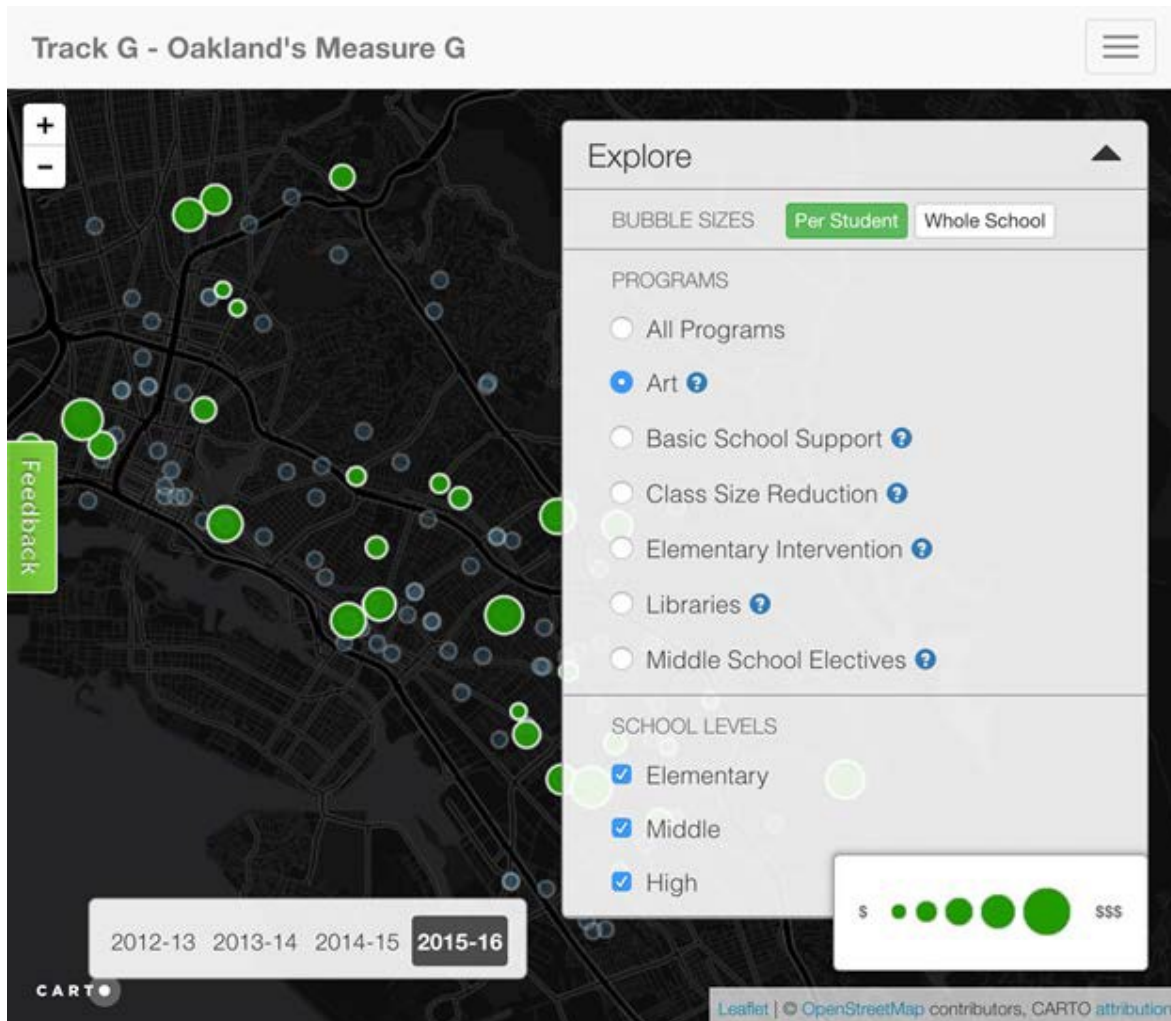 Track G - Oakland's Measure G
+
-
Explore
BUBBLE SIZES Per Student Whole School
PROGRAMS
All Programs
Art ?
Basic School Support ?
Class Size Reduction ?
Elementary Intervention ?
Libraries ?
Middle School Electives ?
SCHOOL LEVELS
Elementary
Middle
High
Feedback
$ $$$
2012-13 2013-14 2014-15 2015-16
CARTO
Leaflet | © OpenStreetMap contributors, CARTO attribution